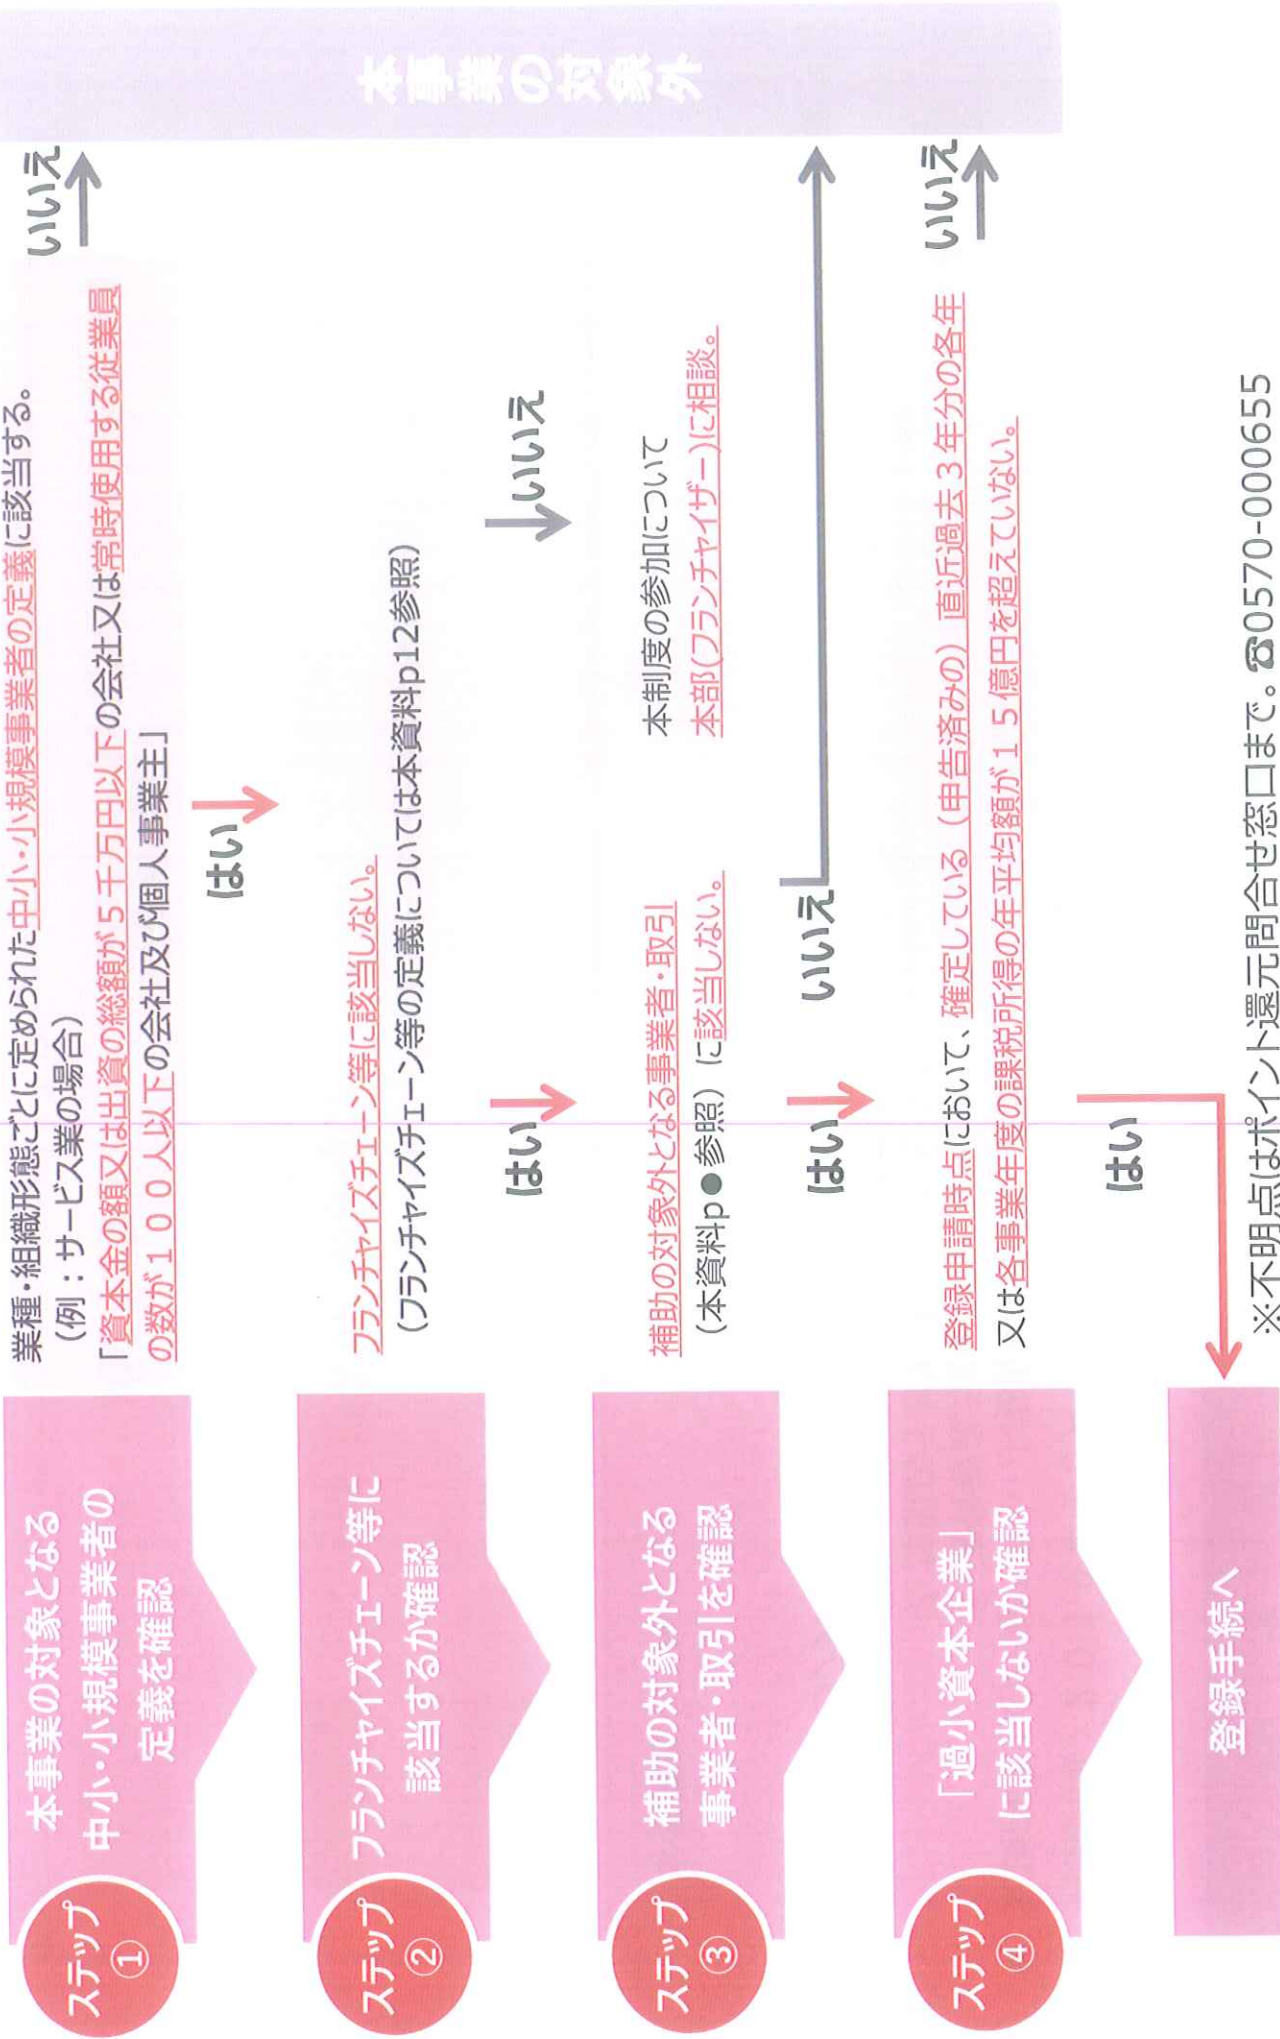 ステップ
①
本事業の対象となる
中小・小規模事業者の
定義を確認
業種・組織形態ごとに定められた中小・小規模事業者の定義に該当する。
（例：サービス業の場合）
「資本金の額又は出資の総額が5千万円以下の会社又は常時使用する従業員
の数が100人以下の会社及び個人事業主」
いいえ
はい
本事業の対象外
ステップ
②
フランチャイズチェーン等に
該当するか確認
フランチャイズチェーン等に該当しない。
（フランチャイズチェーン等の定義については本資料p12参照）
はい
いいえ
ステップ
③
補助の対象外となる
事業者・取引を確認
補助の対象外となる事業者・取引
（本資料p●参照）に該当しない。
本制度の参加について
本部(フランチャイザー)に相談。
はい
いいえ
ステップ
④
「過小資本企業」
に該当しないか確認
登録申請時点において、確定している（申告済みの）直近過去3年分の各年
又は各事業年度の課税所得の年平均額が15億円を超えていない。
いいえ
はい
登録手続へ
※不明点はポイント還元問合せ窓口まで。☎0570-000655